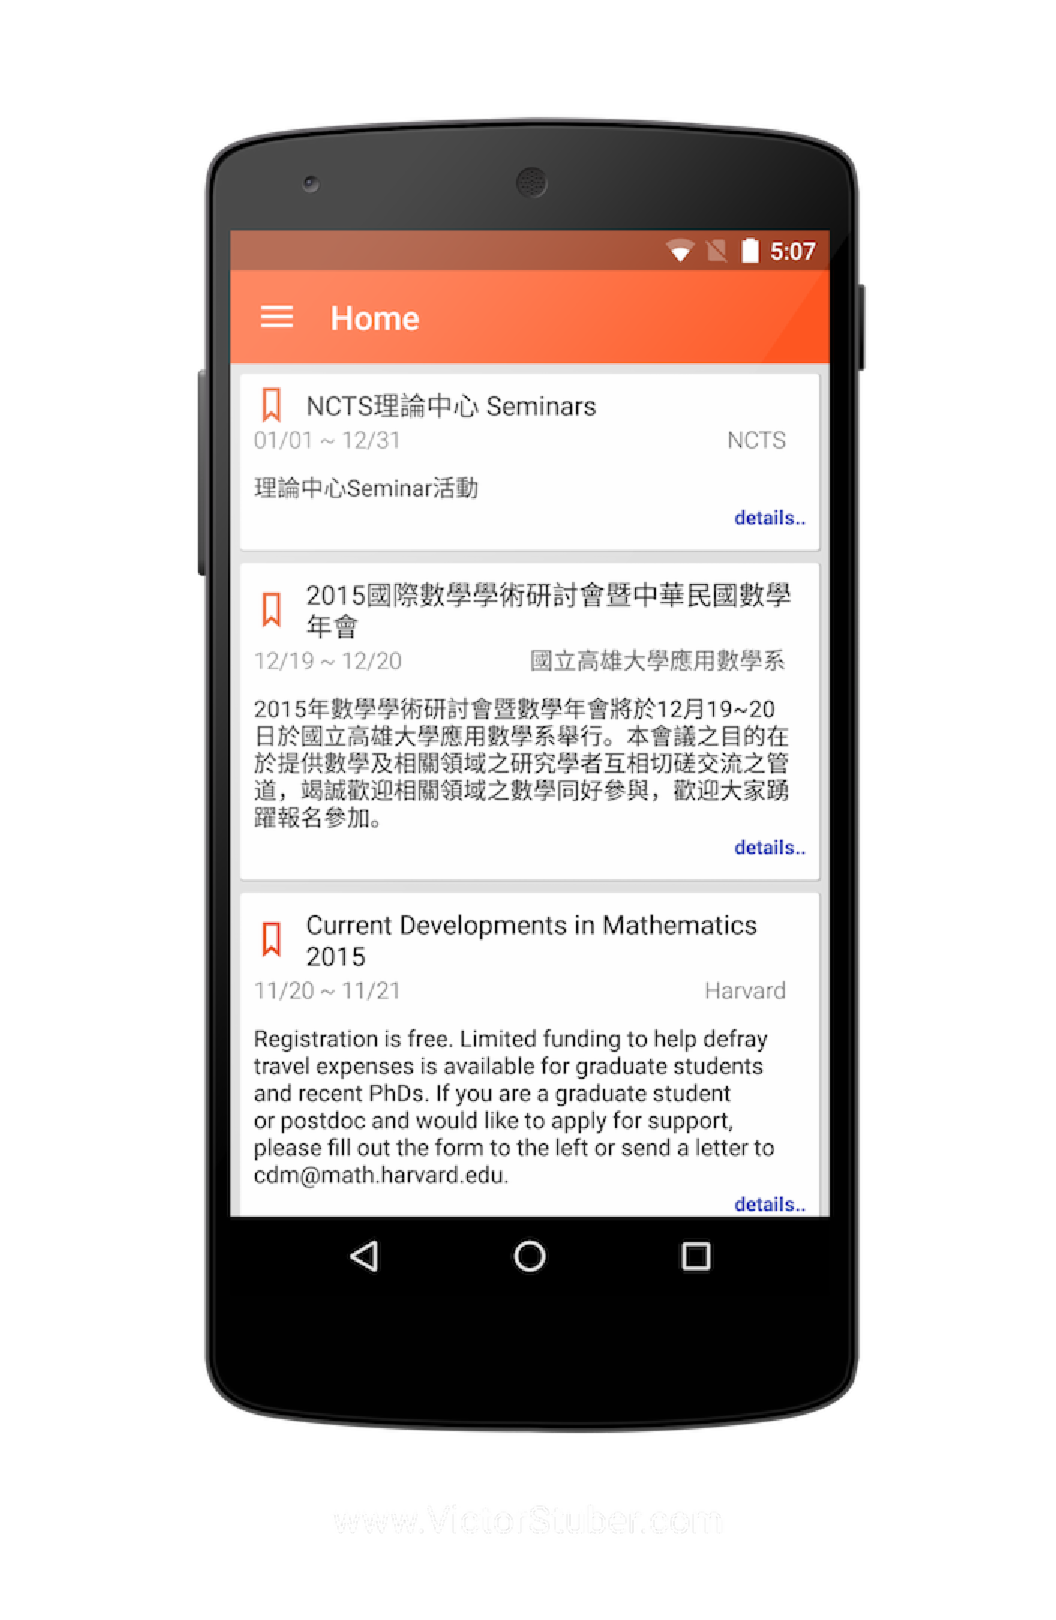 5:07
Home
NCTS理論中心 Seminars
01/01 ~ 12/31 NCTS
理論中心Seminar活動
details..
2015國際數學學術研討會暨中華民國數學
年會
12/19 ~ 12/20 國立高雄大學應用數學系
2015年數學學術研討會暨數學年會將於12月19~20
日於國立高雄大學應用數學系舉行。本會議之目的在
於提供數學及相關領域之研究學者互相切磋交流之管
道，竭誠歡迎相關領域之數學同好參與，歡迎大家踴
躍報名參加。
details..
Current Developments in Mathematics
2015
11/20 ~ 11/21 Harvard
Registration is free. Limited funding to help defray
travel expenses is available for graduate students
and recent PhDs. If you are a graduate student
or postdoc and would like to apply for support,
please fill out the form to the left or send a letter to
cdm@math.harvard.edu.
details..
www.VictorStuber.com